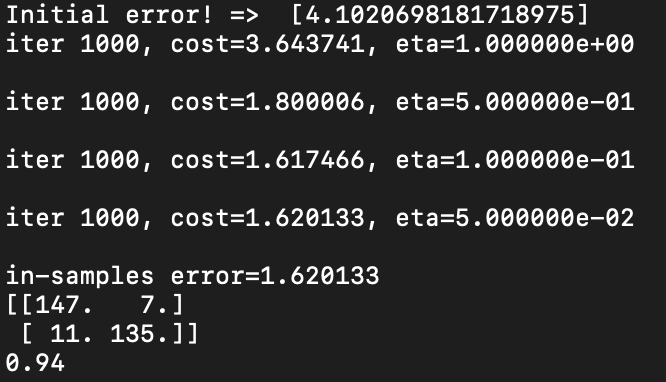 Initial error! =>  [4.1020698181718975]
iter 1000, cost=3.643741, eta=1.000000e+00
iter 1000, cost=1.800006, eta=5.000000e-01
iter 1000, cost=1.617466, eta=1.000000e-01
iter 1000, cost=1.620133, eta=5.000000e-02
in-samples error=1.620133
[[147.   7.]
 [ 11. 135.]]
0.94